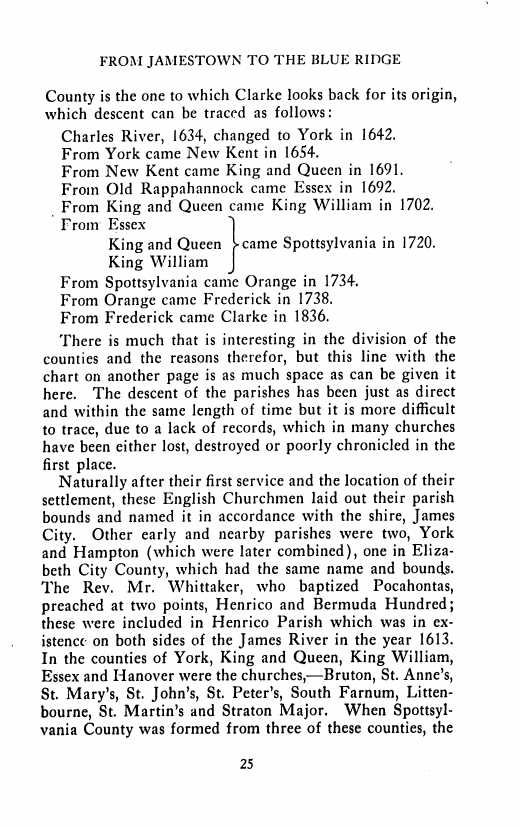 FROM JAMESTOWN TO THE BLUE RIDGE
County is the one to which Clarke looks back for its origin,
which descent can be traced as follows:
Charles River, 1634, changed to York in 1642.
From York came New Kent in 1654.
From New Kent came King and Queen in 1691.
From Old Rappahannock came Essex in 1692.
From King and Queen came King William in 1702.
From Essex
King and Queen } came Spottsylvania in 1720.
King William
From Spottsylvania came Orange in 1734.
From Orange came Frederick in 1738.
From Frederick came Clarke in 1836.
There is much that is interesting in the division of the
counties and the reasons therefor, but this line with the
chart on another page is as much space as can be given it
here. The descent of the parishes has been just as direct
and within the same length of time but it is more difficult
to trace, due to a lack of records, which in many churches
have been either lost, destroyed or poorly chronicled in the
first place.
Naturally after their first service and the location of their
settlement, these English Churchmen laid out their parish
bounds and named it in accordance with the shire, James
City. Other early and nearby parishes were two, York
and Hampton (which were later combined), one in Eliza-
beth City County, which had the same name and bounds.
The Rev. Mr. Whittaker, who baptized Pocahontas,
preached at two points, Henrico and Bermuda Hundred;
these were included in Henrico Parish which was in ex-
istence on both sides of the James River in the year 1613.
In the counties of York, King and Queen, King William,
Essex and Hanover were the churches,—Bruton, St. Anne's,
St. Mary's, St. John's, St. Peter's, South Farnum, Litten-
bourne, St. Martin's and Straton Major. When Spottsyl-
vania County was formed from three of these counties, the
25